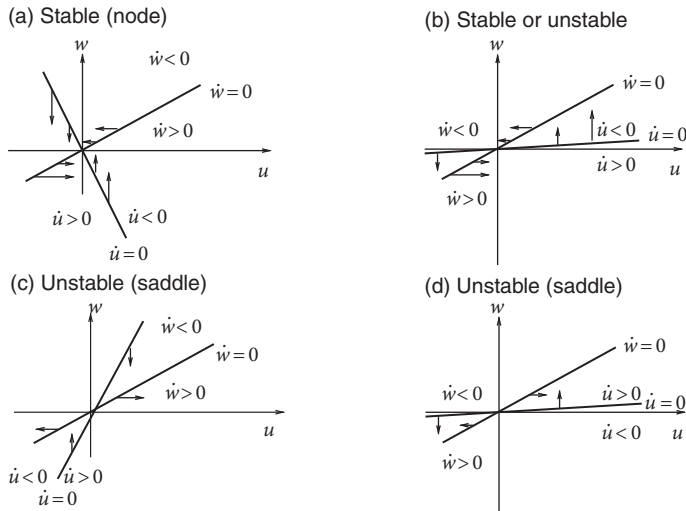 (a) Stable (node)
w
ẇ<0
ẇ=0
ẇ>0
u
u̇>0
u̇<0
u̇=0
(b) Stable or unstable
w
ẇ=0
ẇ<0
u̇<0
u̇=0
u̇>0
u
ẇ>0
(c) Unstable (saddle)
w
ẇ<0
ẇ=0
ẇ>0
u
u̇<0 u̇>0
u̇=0
(d) Unstable (saddle)
w
ẇ=0
ẇ<0
u̇>0
u̇=0
u̇<0
u
ẇ>0